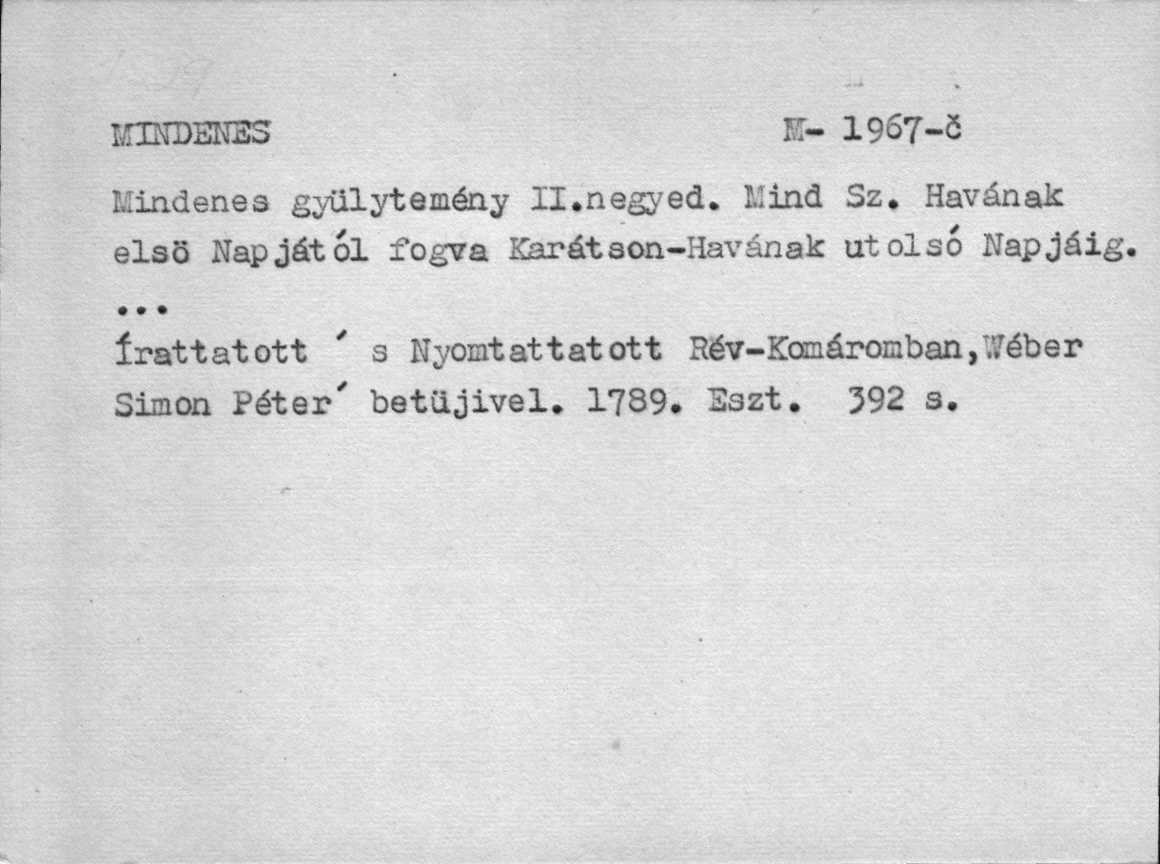 MINDENES M- 1967-č
Mindenes gyülytemény II.negyed. Mind Sz. Havának
elsö Napjától fogva Karátson-Havának utolsó Napjáig.
...
Írattatott ´ s Nyomtattatott Rév-Komáromban,Wéber
Simon Péter´ betüjivel. 1789. Eszt. 392 s.